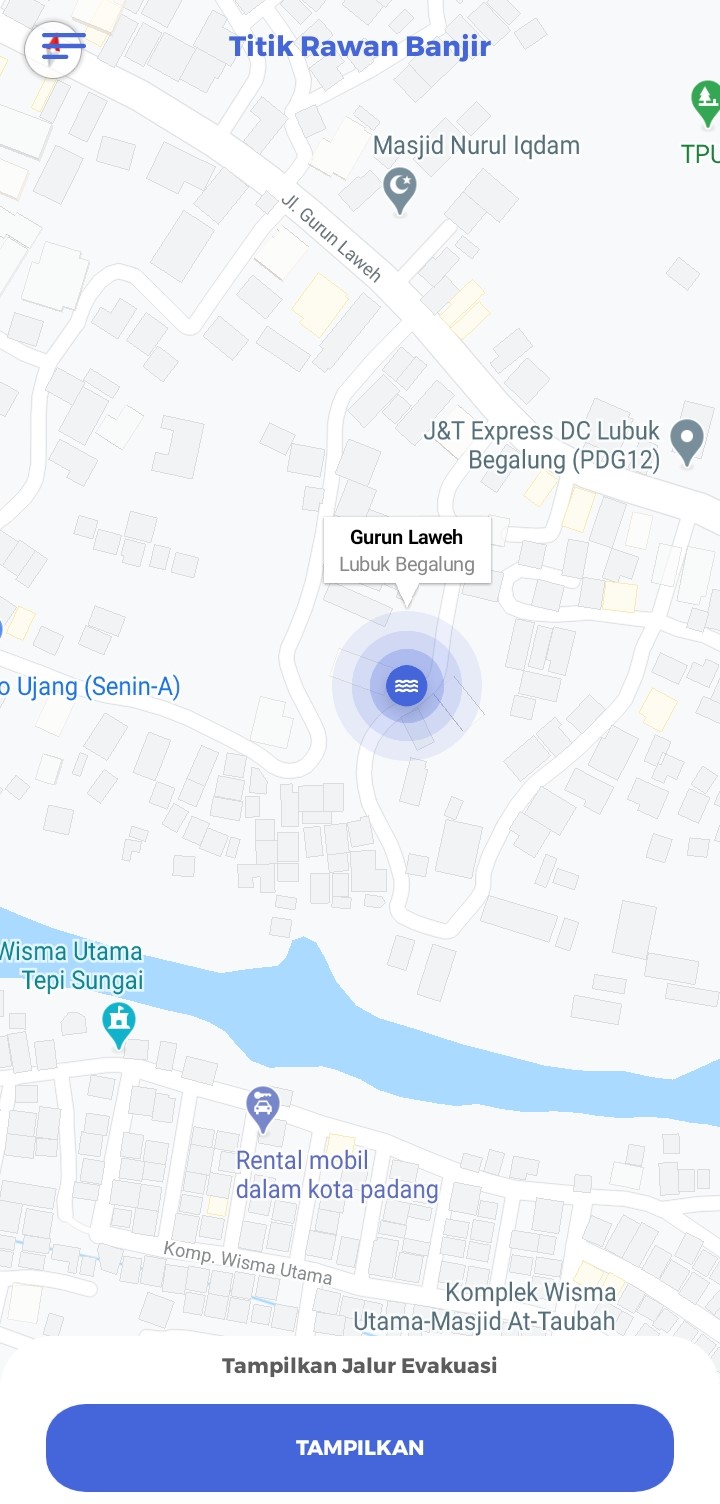 Titik Rawan Banjir
Masjid Nurul Iqdam
TPU
Jl. Gurun Laweh
J&T Express DC Lubuk
Begalung (PDG12)
Gurun Laweh
Lubuk Begalung
o Ujang (Senin-A)
Wisma Utama
Tepi Sungai
Rental mobil
dalam kota padang
Komp. Wisma Utama
Komplek Wisma
Utama-Masjid At-Taubah
Tampilkan Jalur Evakuasi
TAMPILKAN